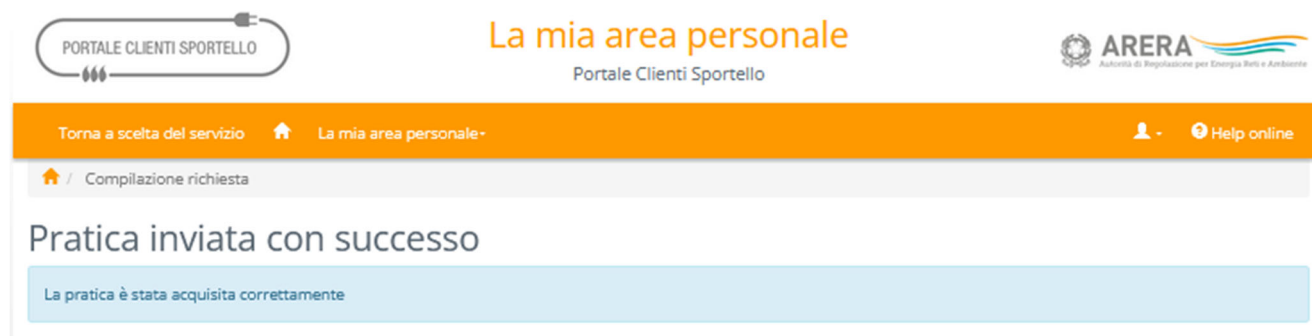 PORTALE CLIENTI SPORTELLO
La mia area personale
Portale Clienti Sportello
ARERA
Autorità di Regolazione per Energia Reti e Ambiente
Torna a scelta del servizio La mia area personale Help online
/ Compilazione richiesta
Pratica inviata con successo
La pratica è stata acquisita correttamente